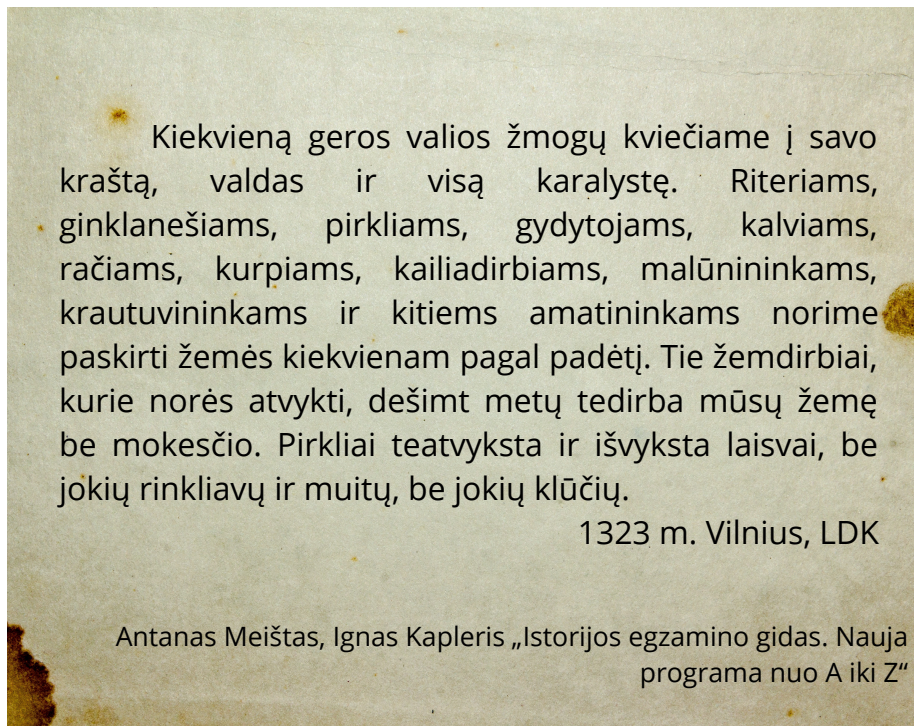 Kiekvieną geros valios žmogų kviečiame į savo
kraštą, valdas ir visą karalystę. Riteriams,
ginklanešiams, pirkliams, gydytojams, kalviams,
račiams, kurpiams, kailiadirbiams, malūnininkams,
krautuvininkams ir kitiems amatininkams norime
paskirti žemės kiekvienam pagal padėtį. Tie žemdirbiai,
kurie norės atvykti, dešimt metų tedirba mūsų žemę
be mokesčio. Pirkliai teatvyksta ir išvyksta laisvai, be
jokių rinkliavų ir muitų, be jokių klūčių.
1323 m. Vilnius, LDK
Antanas Meištas, Ignas Kapleris „Istorijos egzamino gidas. Nauja
programa nuo A iki Z“